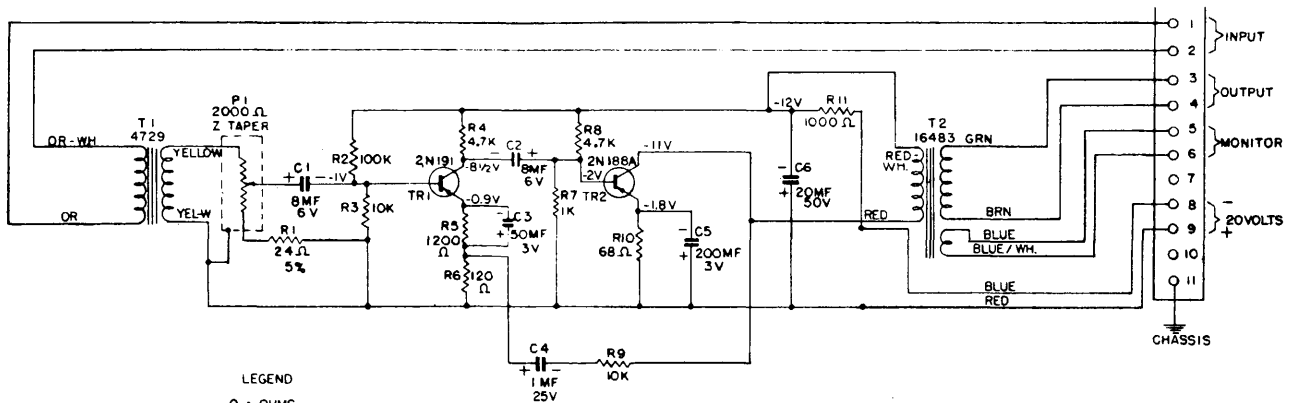 1
2
INPUT
3
4
OUTPUT
5
6
MONITOR
7
8
9
-
20VOLTS
+
10
11
CHASSIS
T1
4729
OR-WH
OR
YELLOW
YEL-W
P1
2000 Ω
Z TAPER
C1
+ -
8MF
6V
-1V
R1
24Ω
5%
R2
100K
R3
10K
R4
4.7K
2N191
TR1
-8½V
-0.9V
R5
1200
Ω
R6
120
Ω
C3
50MF
3V
- +
C2
- +
8MF
6V
R7
1K
R8
4.7K
2N188A
TR2
-2V
-11V
-1.8V
R10
68Ω
C5
200MF
3V
- +
C4
+ -
1MF
25V
R9
10K
-12V
R11
1000 Ω
C6
20MF
50V
- +
RED-
WH.
RED
T2
16483
GRN
BRN
BLUE
BLUE/WH.
BLUE
RED
LEGEND